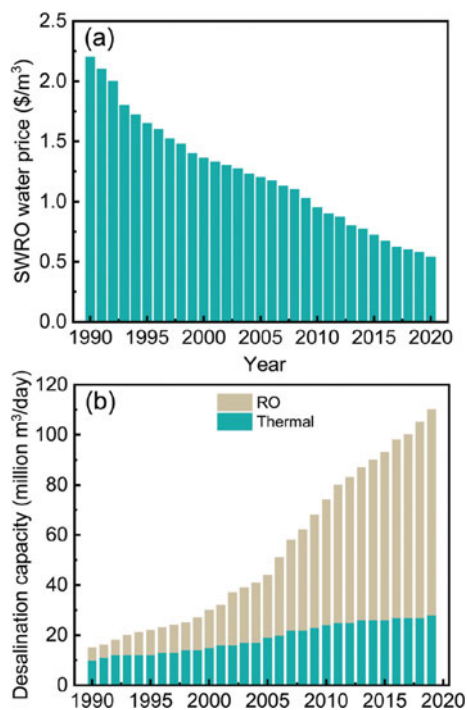 (a)
SWRO water price ($/m³)
2.5
2.0
1.5
1.0
0.5
0.0
1990 1995 2000 2005 2010 2015 2020
Year
(b)
RO
Thermal
Desalination capacity (million m³/day)
120
100
80
60
40
20
0
1990 1995 2000 2005 2010 2015 2020